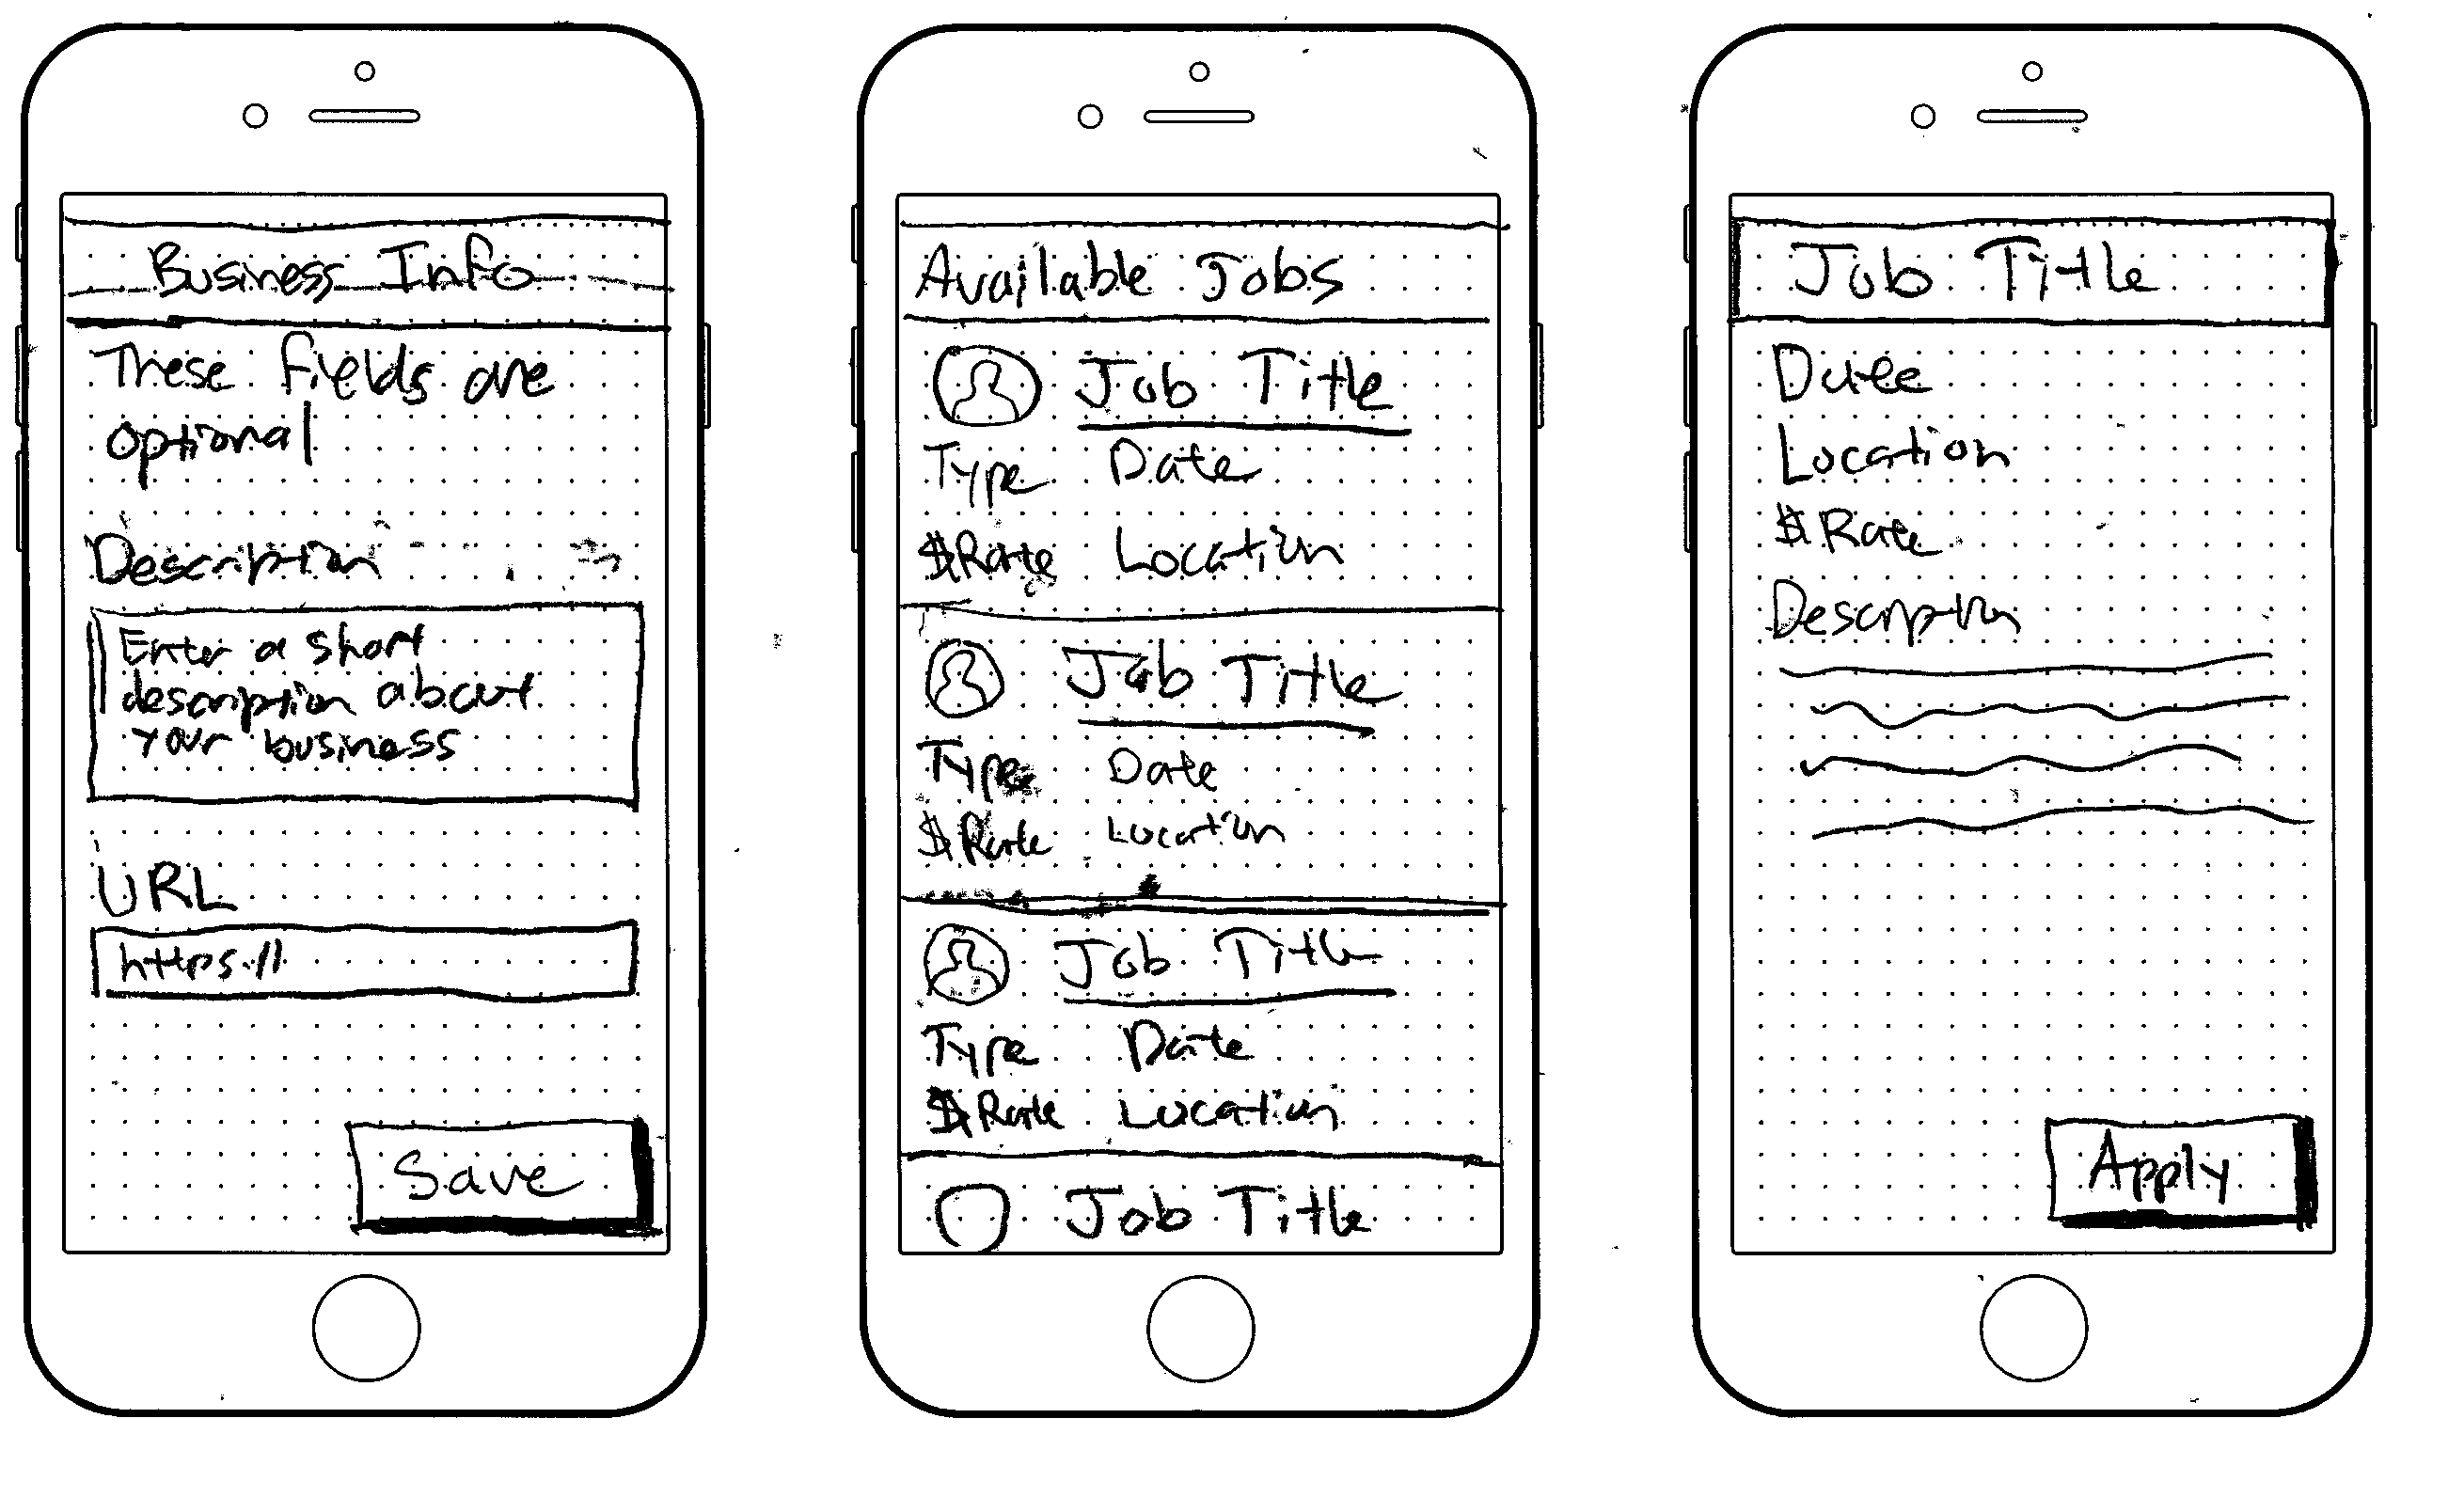 Business Info
These fields are
optional
Description
Enter a short
description about
your business
URL
https://
Save
Available Jobs
Job Title
Type Date
$Rate Location
Job Title
Type Date
$Rate Location
Job Title
Type Date
$Rate Location
Job Title
Job Title
Date
Location
$Rate
Description
Apply